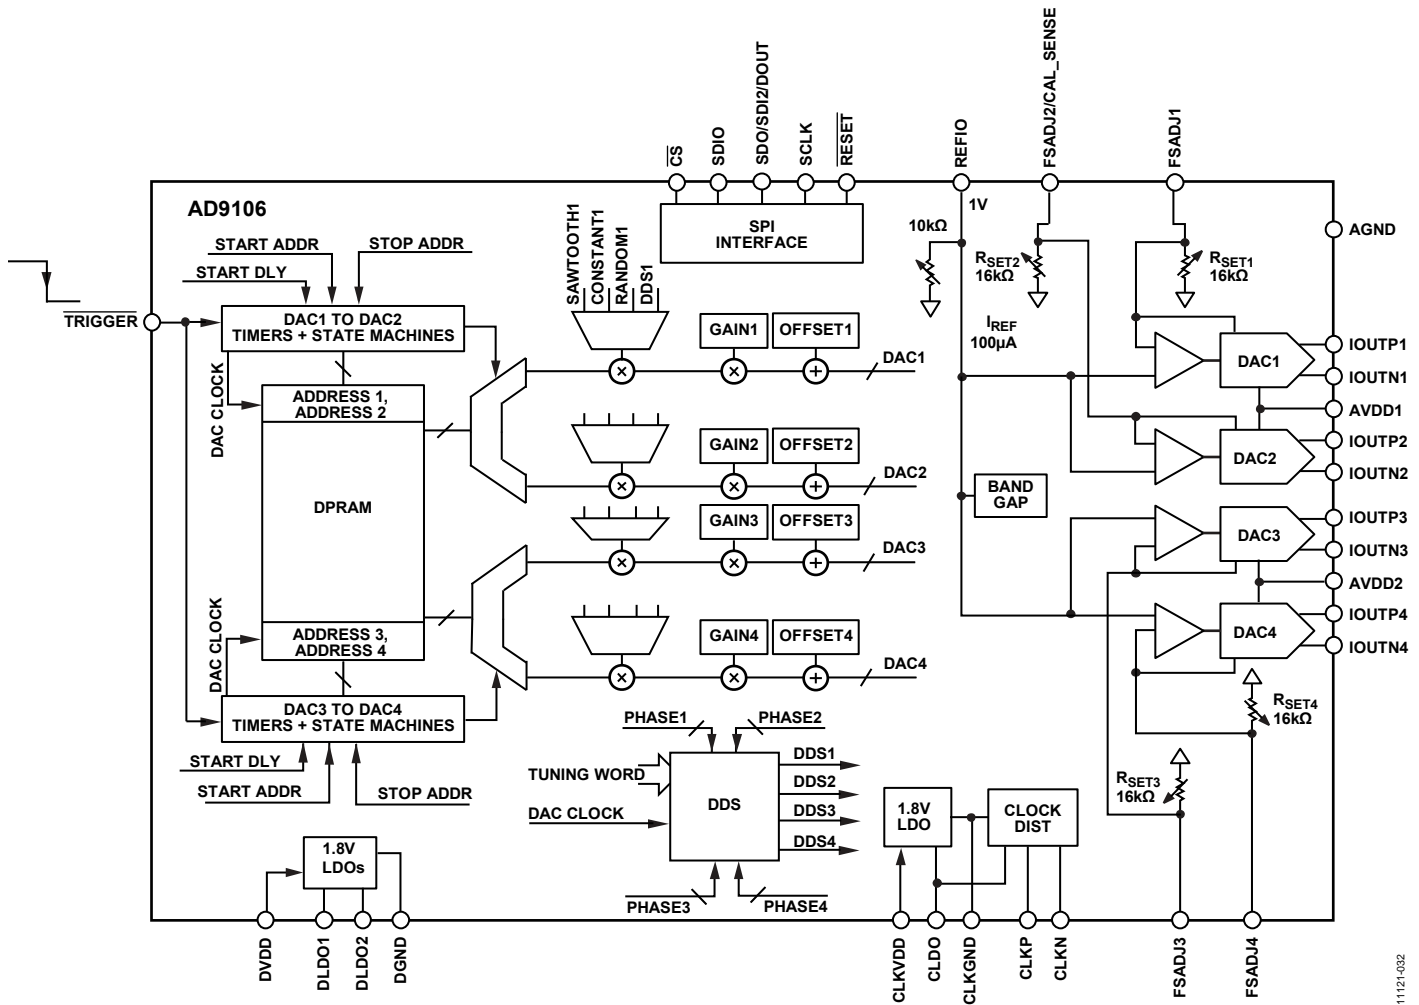 CS
SDIO
SDO/SDI2/DOUT
SCLK
RESET
REFIO
FSADJ2/CAL_SENSE
FSADJ1
AD9106
START ADDR
STOP ADDR
START DLY
TRIGGER
DAC1 TO DAC2
TIMERS + STATE MACHINES
DAC CLOCK
ADDRESS 1,
ADDRESS 2
DPRAM
ADDRESS 3,
ADDRESS 4
DAC CLOCK
DAC3 TO DAC4
TIMERS + STATE MACHINES
START DLY
START ADDR
STOP ADDR
SPI
INTERFACE
SAWTOOTH1
CONSTANT1
RANDOM1
DDS1
GAIN1
OFFSET1
DAC1
GAIN2
OFFSET2
DAC2
GAIN3
OFFSET3
DAC3
GAIN4
OFFSET4
DAC4
PHASE1
PHASE2
TUNING WORD
DAC CLOCK
DDS
DDS1
DDS2
DDS3
DDS4
PHASE3
PHASE4
1V
10kΩ
RSET2
16kΩ
RSET1
16kΩ
IREF
100µA
BAND
GAP
DAC1
DAC2
DAC3
DAC4
RSET4
16kΩ
RSET3
16kΩ
AGND
IOUTP1
IOUTN1
AVDD1
IOUTP2
IOUTN2
IOUTP3
IOUTN3
AVDD2
IOUTP4
IOUTN4
1.8V
LDOs
1.8V
LDO
CLOCK
DIST
DVDD
DLDO1
DLDO2
DGND
CLKVDD
CLDO
CLKGND
CLKP
CLKN
FSADJ3
FSADJ4
11121-032